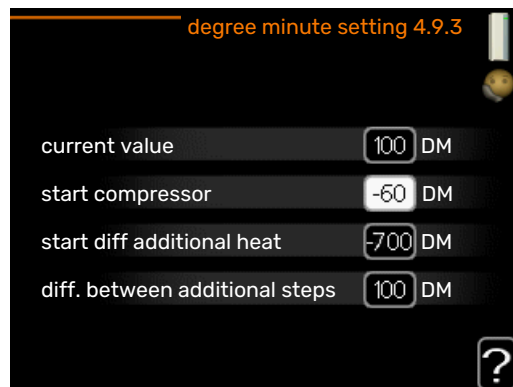 degree minute setting 4.9.3
current value 100 DM
start compressor -60 DM
start diff additional heat -700 DM
diff. between additional steps 100 DM
?